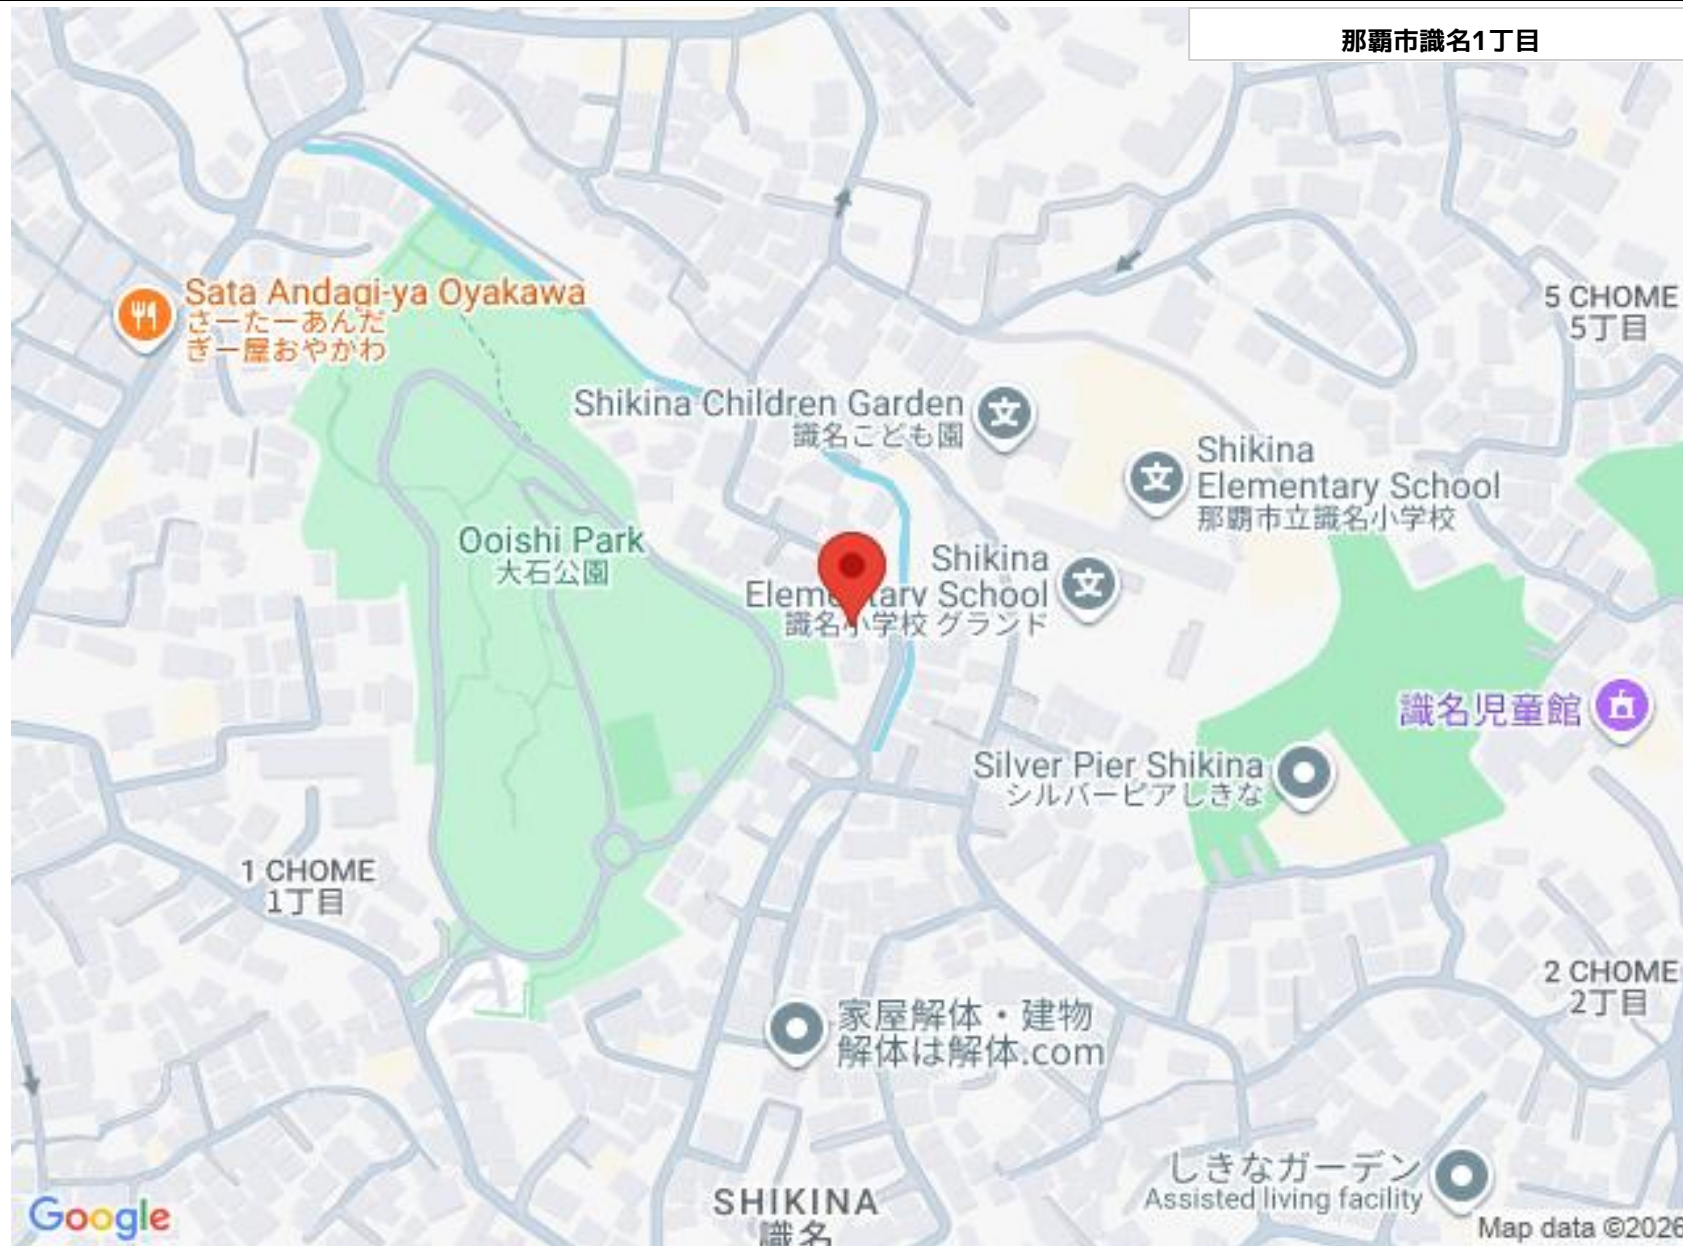 那覇市識名1丁目
Sata Andagi-ya Oyakawa
さーたーあんだ
ぎー屋おやかわ
5 CHOME
5丁目
Shikina Children Garden
識名こども園
Shikina
Elementary School
那覇市立識名小学校
Ooishi Park
大石公園
Shikina
Elementary School
識名小学校 グランド
識名児童館
Silver Pier Shikina
シルバーピアしきな
1 CHOME
1丁目
2 CHOME
2丁目
家屋解体・建物
解体は解体.com
しきなガーデン
Assisted living facility
SHIKINA
識名
Google
Map data ©2026